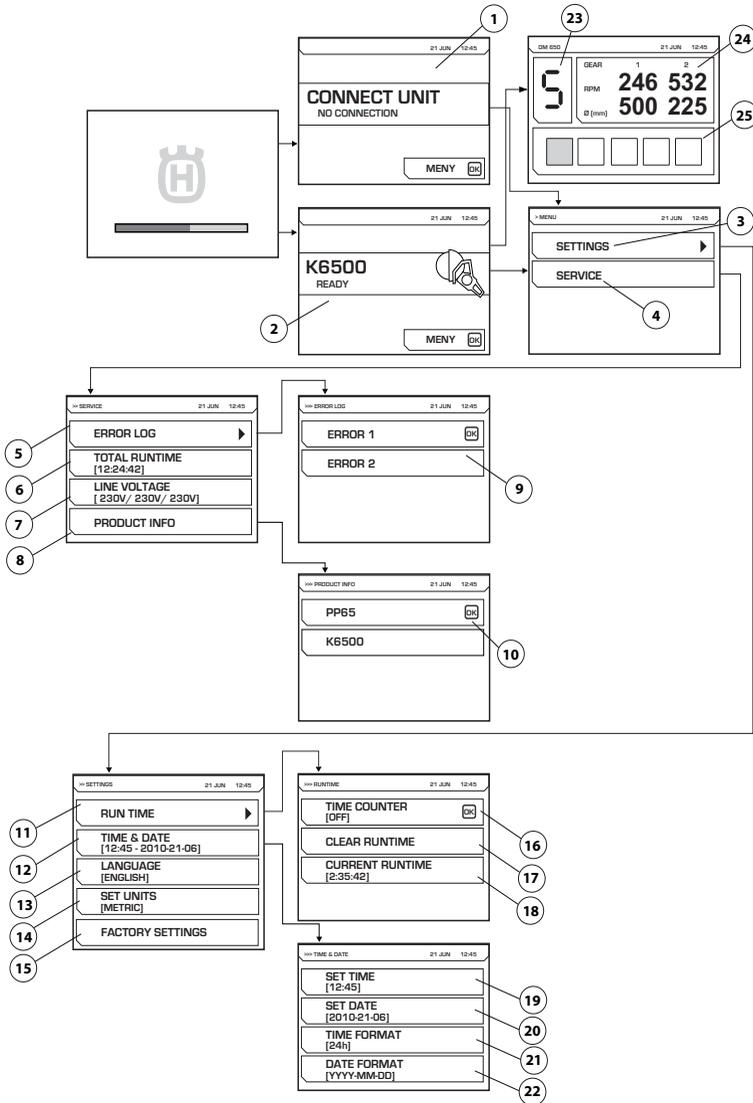 1
21 JUN 12:45
CONNECT UNIT
NO CONNECTION
MENY OK
23
24
DM 650 21 JUN 12:45
GEAR 1 2
RPM 246 532
Ø [mm] 500 225
5
25
H
21 JUN 12:45
K6500
READY
MENY OK
2
> MENU 21 JUN 12:45
SETTINGS
SERVICE
3
4
>> SERVICE 21 JUN 12:45
ERROR LOG
TOTAL RUNTIME
[12:24:42]
LINE VOLTAGE
[ 230V/ 230V/ 230V]
PRODUCT INFO
5
6
7
8
>>> ERROR LOG 21 JUN 12:45
ERROR 1 OK
ERROR 2
9
>>> PRODUCT INFO 21 JUN 12:45
PP65 OK
K6500
10
>> SETTINGS 21 JUN 12:45
RUN TIME
TIME & DATE
[12:45 - 2010-21-06]
LANGUAGE
[ENGLISH]
SET UNITS
[METRIC]
FACTORY SETTINGS
11
12
13
14
15
>>> RUNTIME 21 JUN 12:45
TIME COUNTER
[OFF] OK
CLEAR RUNTIME
CURRENT RUNTIME
[2:35:42]
16
17
18
>>> TIME & DATE 21 JUN 12:45
SET TIME
[12:45]
SET DATE
[2010-21-06]
TIME FORMAT
[24h]
DATE FORMAT
[YYYY-MM-DD]
19
20
21
22